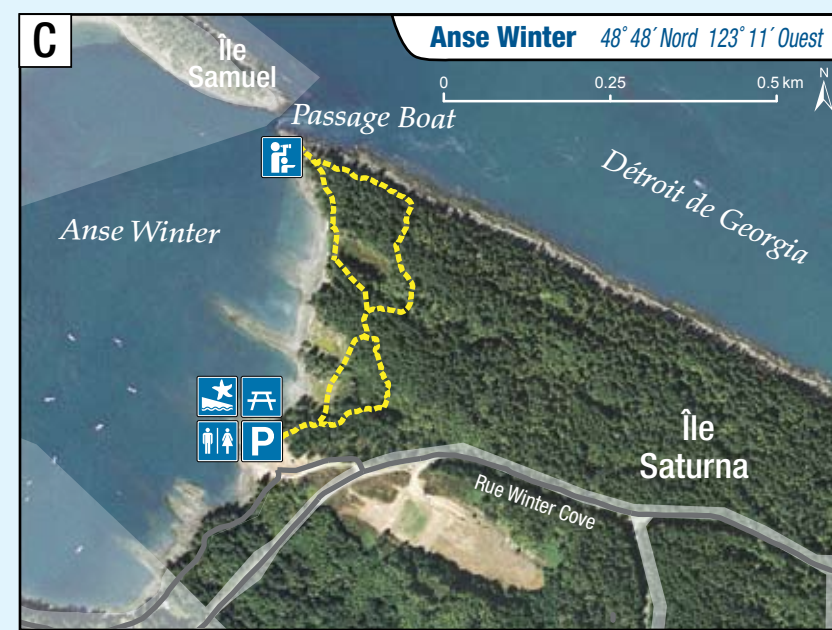 C
Anse Winter 48° 48′ Nord 123° 11′ Ouest
Île
Samuel
0 0.25 0.5 km
N
Passage Boat
Détroit de Georgia
Anse Winter
P
Île
Saturna
Rue Winter Cove